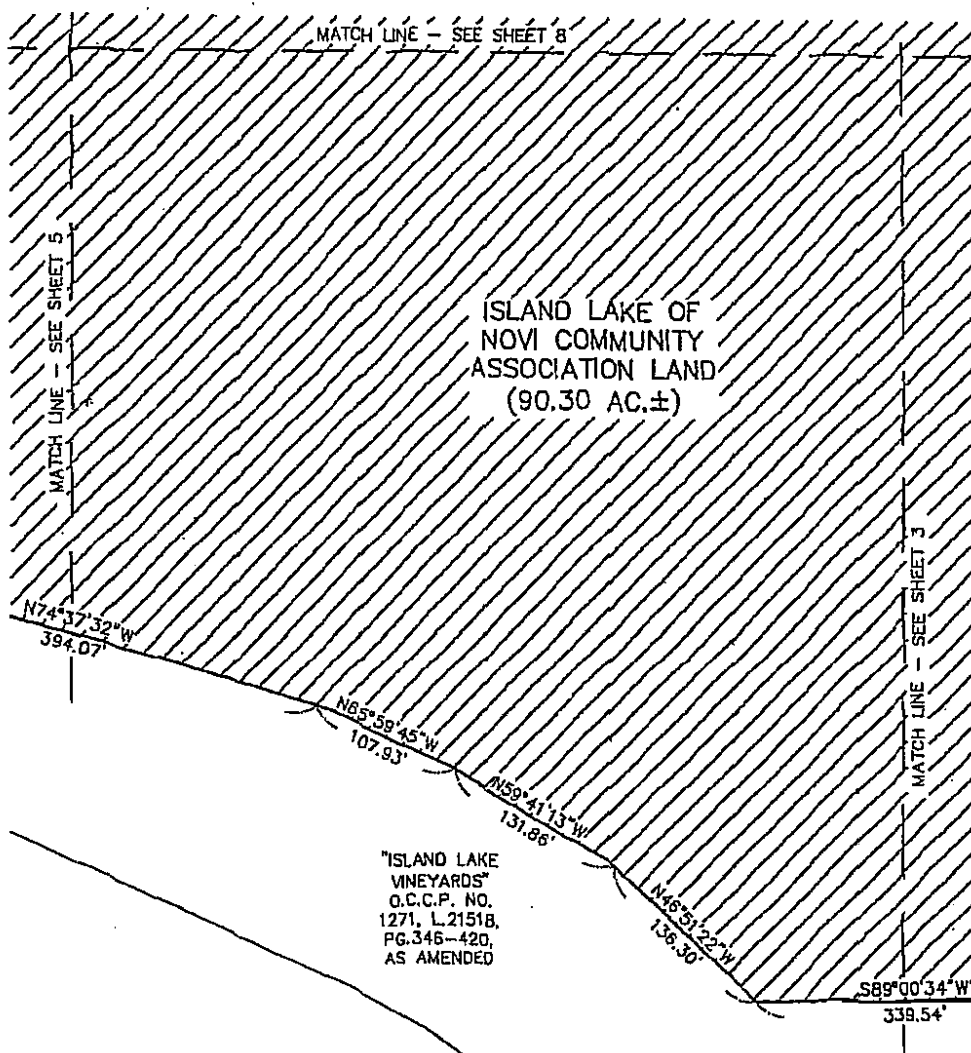 MATCH LINE - SEE SHEET 8
MATCH LINE - SEE SHEET 5
ISLAND LAKE OF
NOVI COMMUNITY
ASSOCIATION LAND
(90.30 AC.±)
MATCH LINE - SEE SHEET 3
N74°37'32"W
394.07'
N65°59'45"W
107.93'
N59°41'13"W
131.86'
"ISLAND LAKE
VINEYARDS"
O.C.C.P. NO.
1271, L.21518,
PG.346-420,
AS AMENDED
N46°51'22"W
136.30'
S89°00'34"W
339.54'